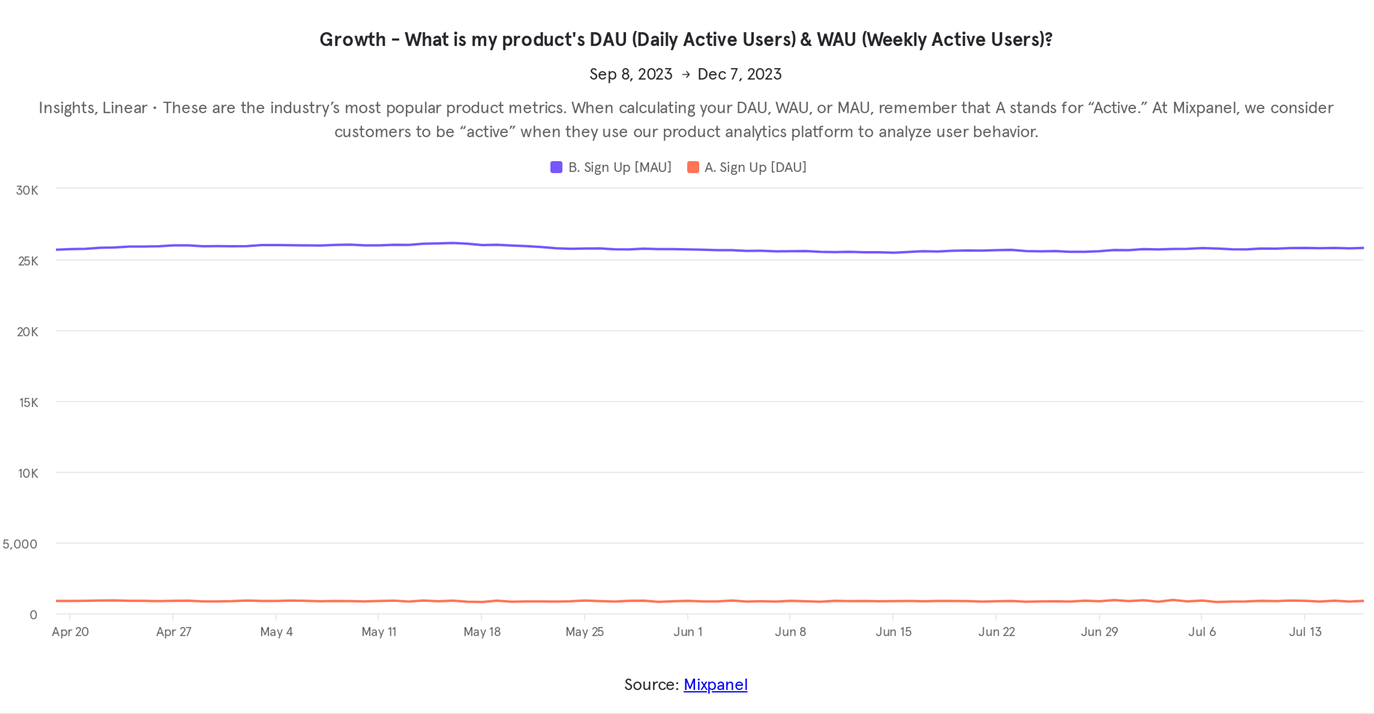 Growth - What is my product's DAU (Daily Active Users) & WAU (Weekly Active Users)?
Sep 8, 2023 → Dec 7, 2023
Insights, Linear · These are the industry’s most popular product metrics. When calculating your DAU, WAU, or MAU, remember that A stands for “Active.” At Mixpanel, we consider
customers to be “active” when they use our product analytics platform to analyze user behavior.
B. Sign Up [MAU] A. Sign Up [DAU]
30K
25K
20K
15K
10K
5,000
0
Apr 20 Apr 27 May 4 May 11 May 18 May 25 Jun 1 Jun 8 Jun 15 Jun 22 Jun 29 Jul 6 Jul 13
Source: Mixpanel